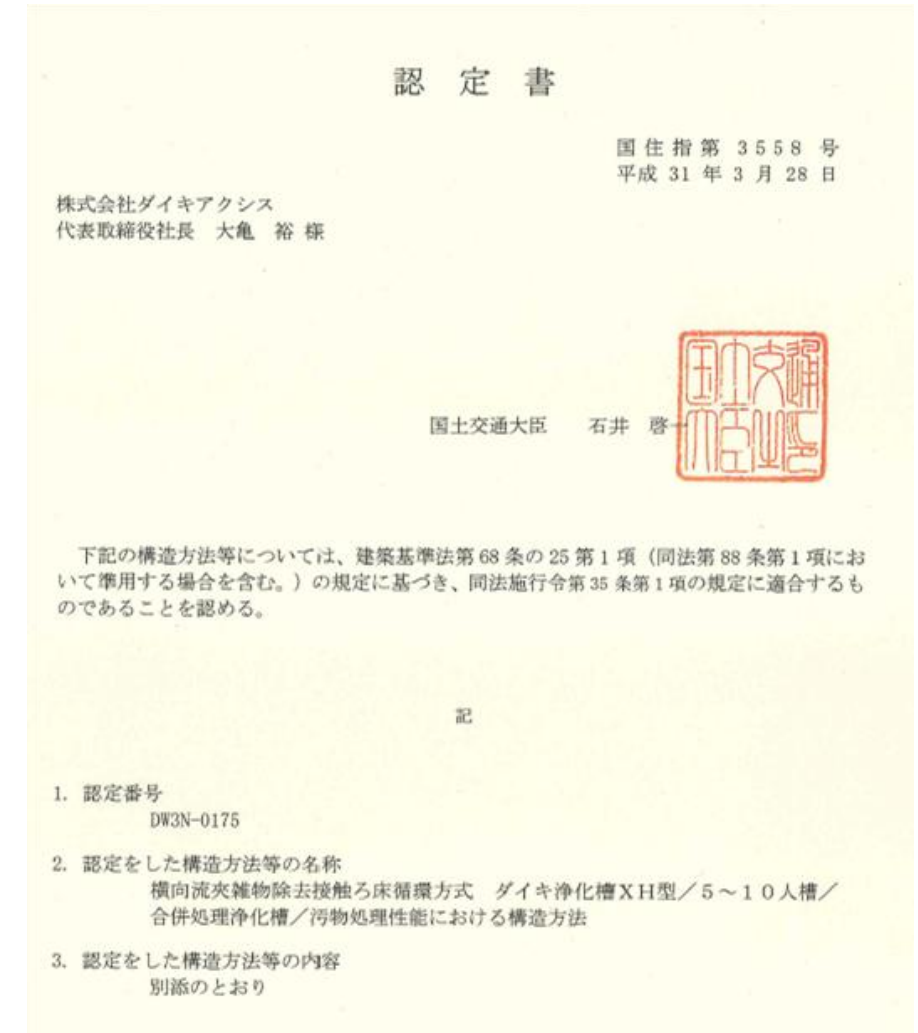 認 定 書
国住指第 3558 号
平成 31 年 3 月 28 日
株式会社ダイキアクシス
代表取締役社長 大亀 裕 様
国土交通大臣 石井 啓一
下記の構造方法等については、建築基準法第 68 条の 25 第 1 項（同法第 88 条第 1 項にお
いて準用する場合を含む。）の規定に基づき、同法施行令第 35 条第 1 項の規定に適合するも
のであることを認める。
記
1. 認定番号
DW3N-0175
2. 認定をした構造方法等の名称
横向流夾雑物除去接触ろ床循環方式 ダイキ浄化槽ＸＨ型／５～１０人槽／
合併処理浄化槽／汚物処理性能における構造方法
3. 認定をした構造方法等の内容
別添のとおり